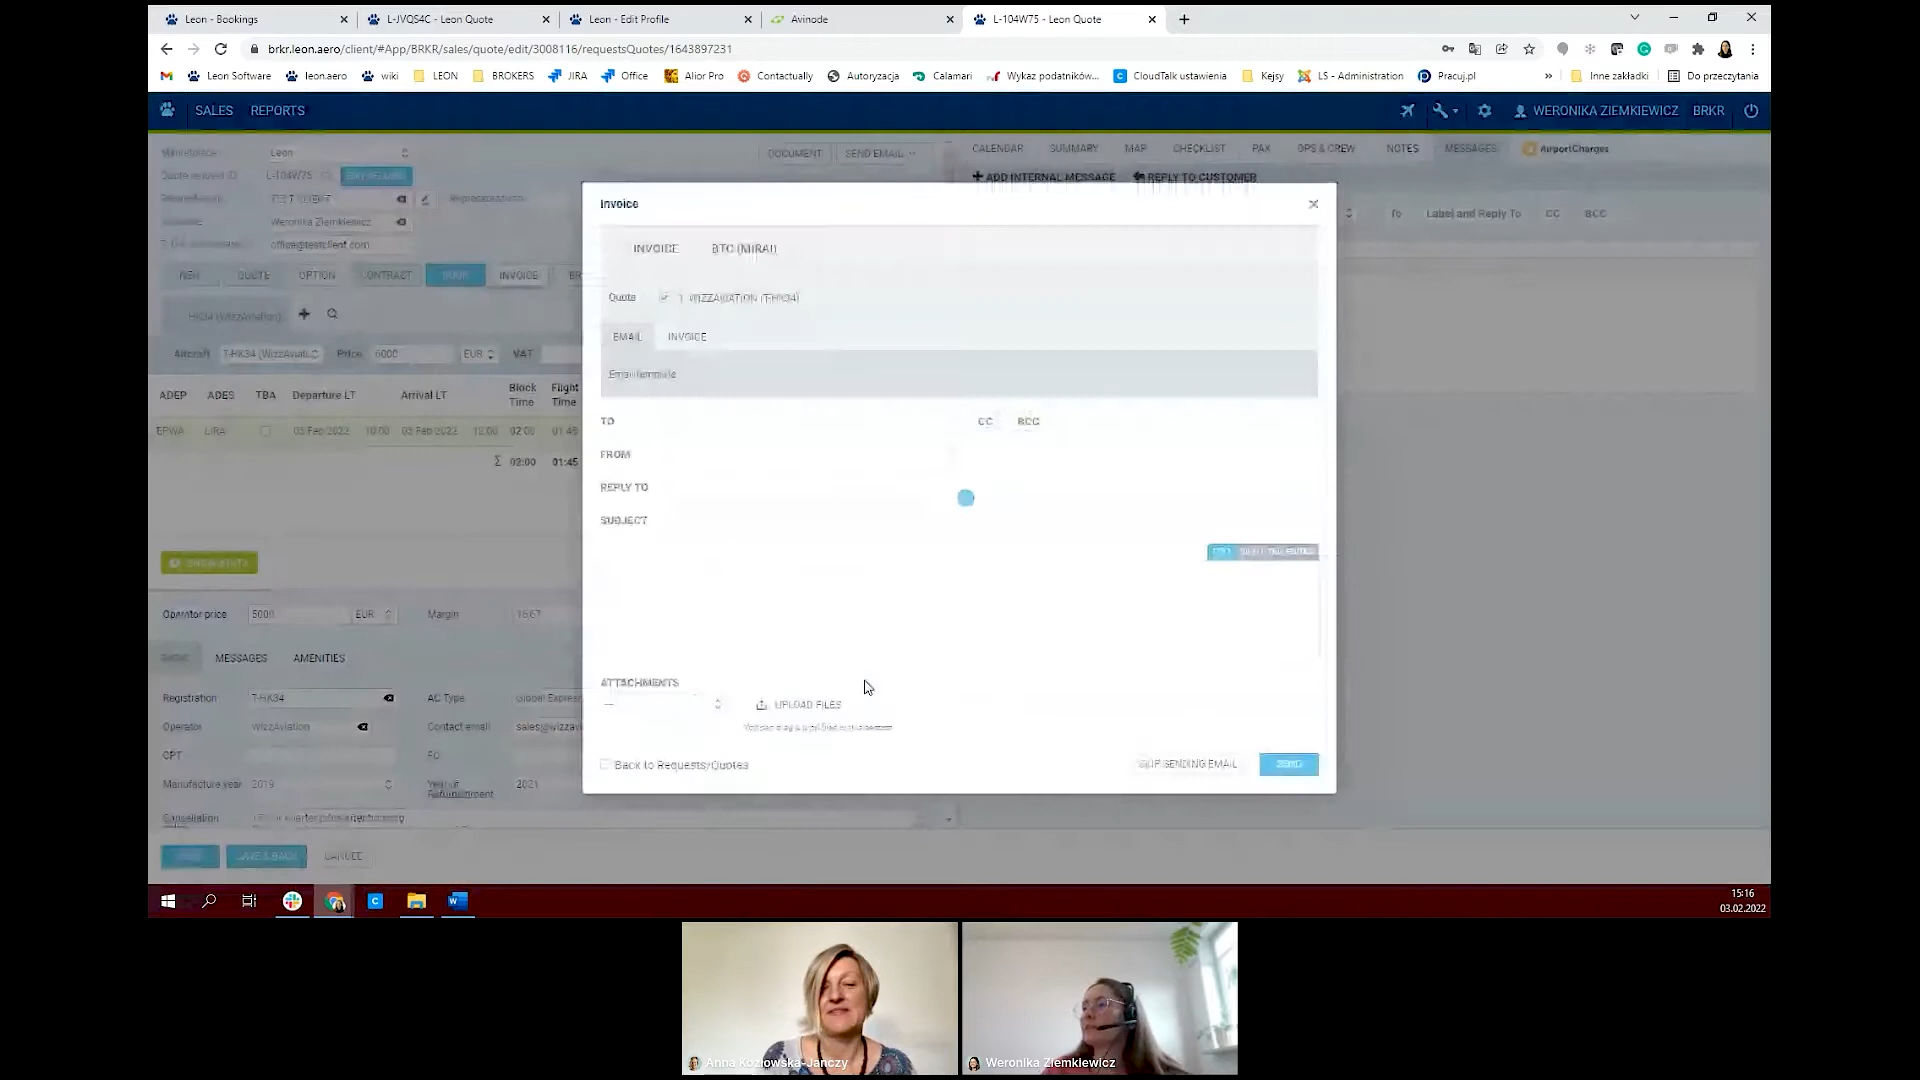 Leon - Bookings
L-JVQS4C - Leon Quote
Leon - Edit Profile
Avinode
L-104W75 - Leon Quote
brkr.leon.aero/client/#App/BRKR/sales/quote/edit/3008116/requestsQuotes/1643897231
Leon Software leon.aero wiki LEON BROKERS JIRA Office Alior Pro Contactually Autoryzacja Calamari Wykaz podatników... CloudTalk ustawienia Kejsy LS - Administration Pracuj.pl » Inne zakładki Do przeczytania
SALES REPORTS WERONIKA ZIEMKIEWICZ BRKR
Leon DOCUMENT SEND EMAIL
CALENDAR SUMMARY MAP CHECKLIST PAX OPS & CREW NOTES MESSAGES AirportCharges
Quote request ID L-104W75
+ ADD INTERNAL MESSAGE REPLY TO CUSTOMER
Weronika Ziemkiewicz
To Label and Reply To CC BCC
office@testclient.com
NEW QUOTE OPTION CONTRACT BOOK INVOICE
HK34 (WizzAviation)
Aircraft T-HK34 (WizzAviati... Price 6000 EUR VAT
ADEP ADES TBA Departure LT Arrival LT Block Time Flight Time
EPWA LIRA 03 Feb 2022 10:00 03 Feb 2022 12:00 02:00 01:45
Σ 02:00 01:45
Operator price 5000 EUR Margin 16.67
BASIC MESSAGES AMENITIES
Registration T-HK34 AC Type Global Express
Operator WizzAviation Contact email sales@wizzavi
CPT FO
Manufacture year 2019 Year of Refurbishment 2021
Cancellation
SAVE SAVE & BACK CANCEL
Invoice
INVOICE BTC (MIRAI)
Quote 1 WIZZAVIATION (T-HK34)
EMAIL INVOICE
Email template
TO CC BCC
FROM
REPLY TO
SUBJECT
ATTACHMENTS
--- UPLOAD FILES
Back to Requests/Quotes SKIP SENDING EMAIL SEND
15:16
03.02.2022
Anna Kozłowska-Janczy
Weronika Ziemkiewicz